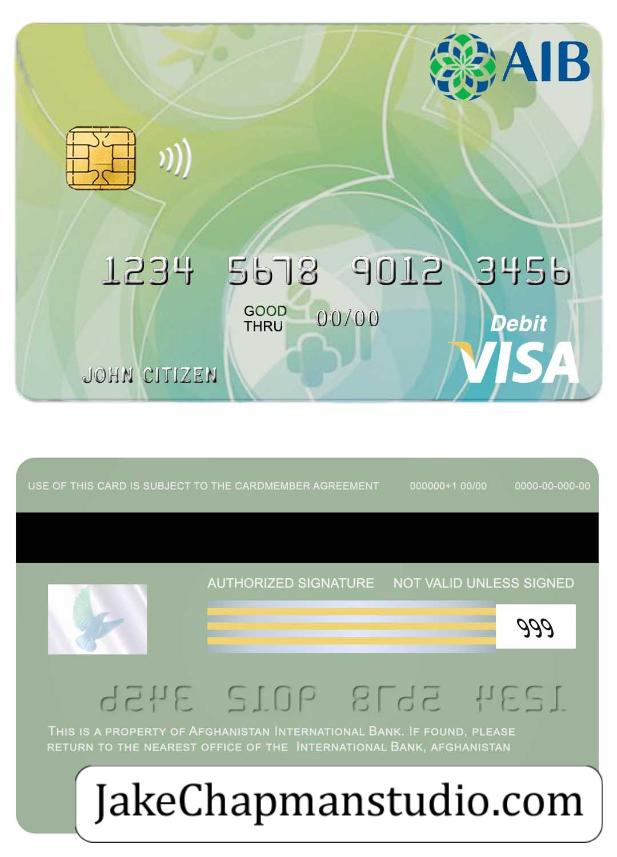 AIB
1234 5678 9012 3456
GOOD THRU 00/00
Debit
VISA
JOHN CITIZEN
USE OF THIS CARD IS SUBJECT TO THE CARDMEMBER AGREEMENT 000000+1 00/00 0000-00-000-00
AUTHORIZED SIGNATURE NOT VALID UNLESS SIGNED
999
1234 5678 9012 3456
THIS IS A PROPERTY OF AFGHANISTAN INTERNATIONAL BANK. IF FOUND, PLEASE
RETURN TO THE NEAREST OFFICE OF THE INTERNATIONAL BANK, AFGHANISTAN
JakeChapmanstudio.com